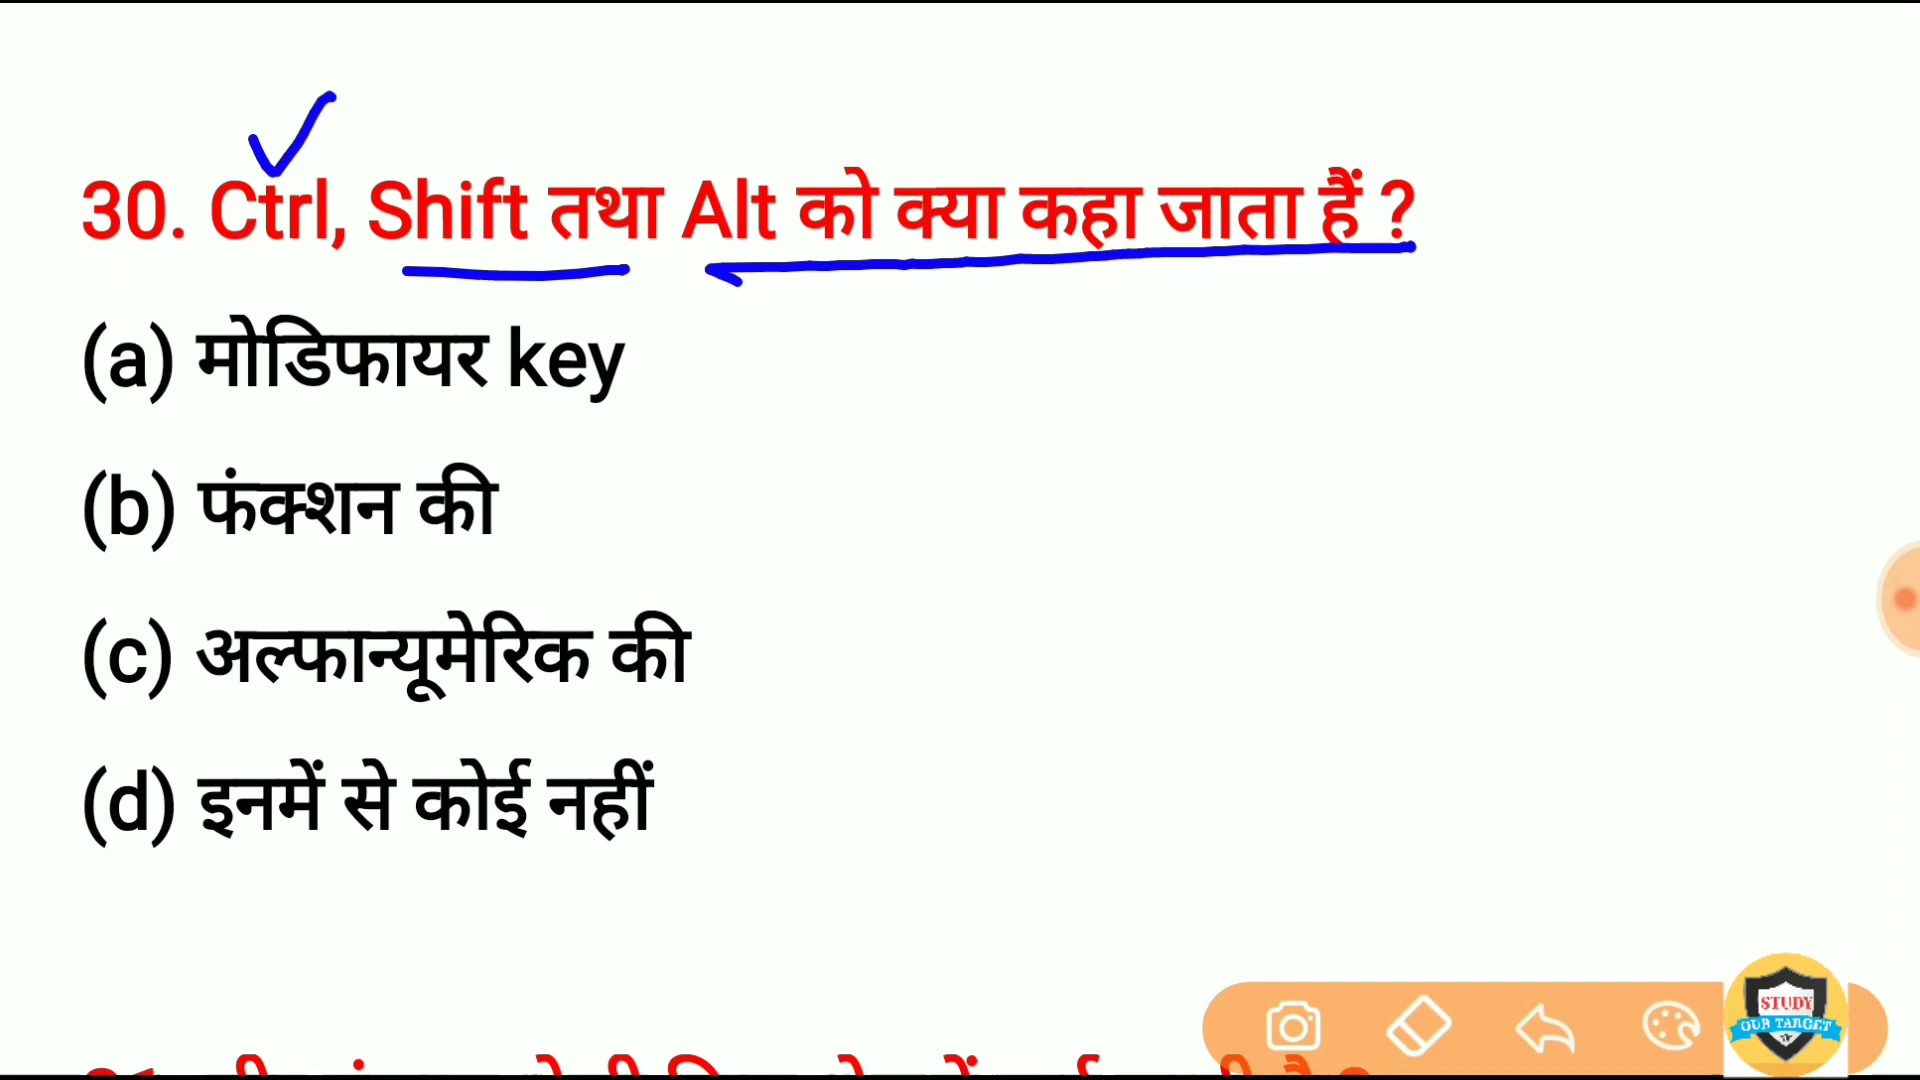 30. Ctrl, Shift तथा Alt को क्या कहा जाता हैं ?
(a) मोडिफायर key
(b) फंक्शन की
(c) अल्फान्यूमेरिक की
(d) इनमें से कोई नहीं
STUDY
OUR TARGET